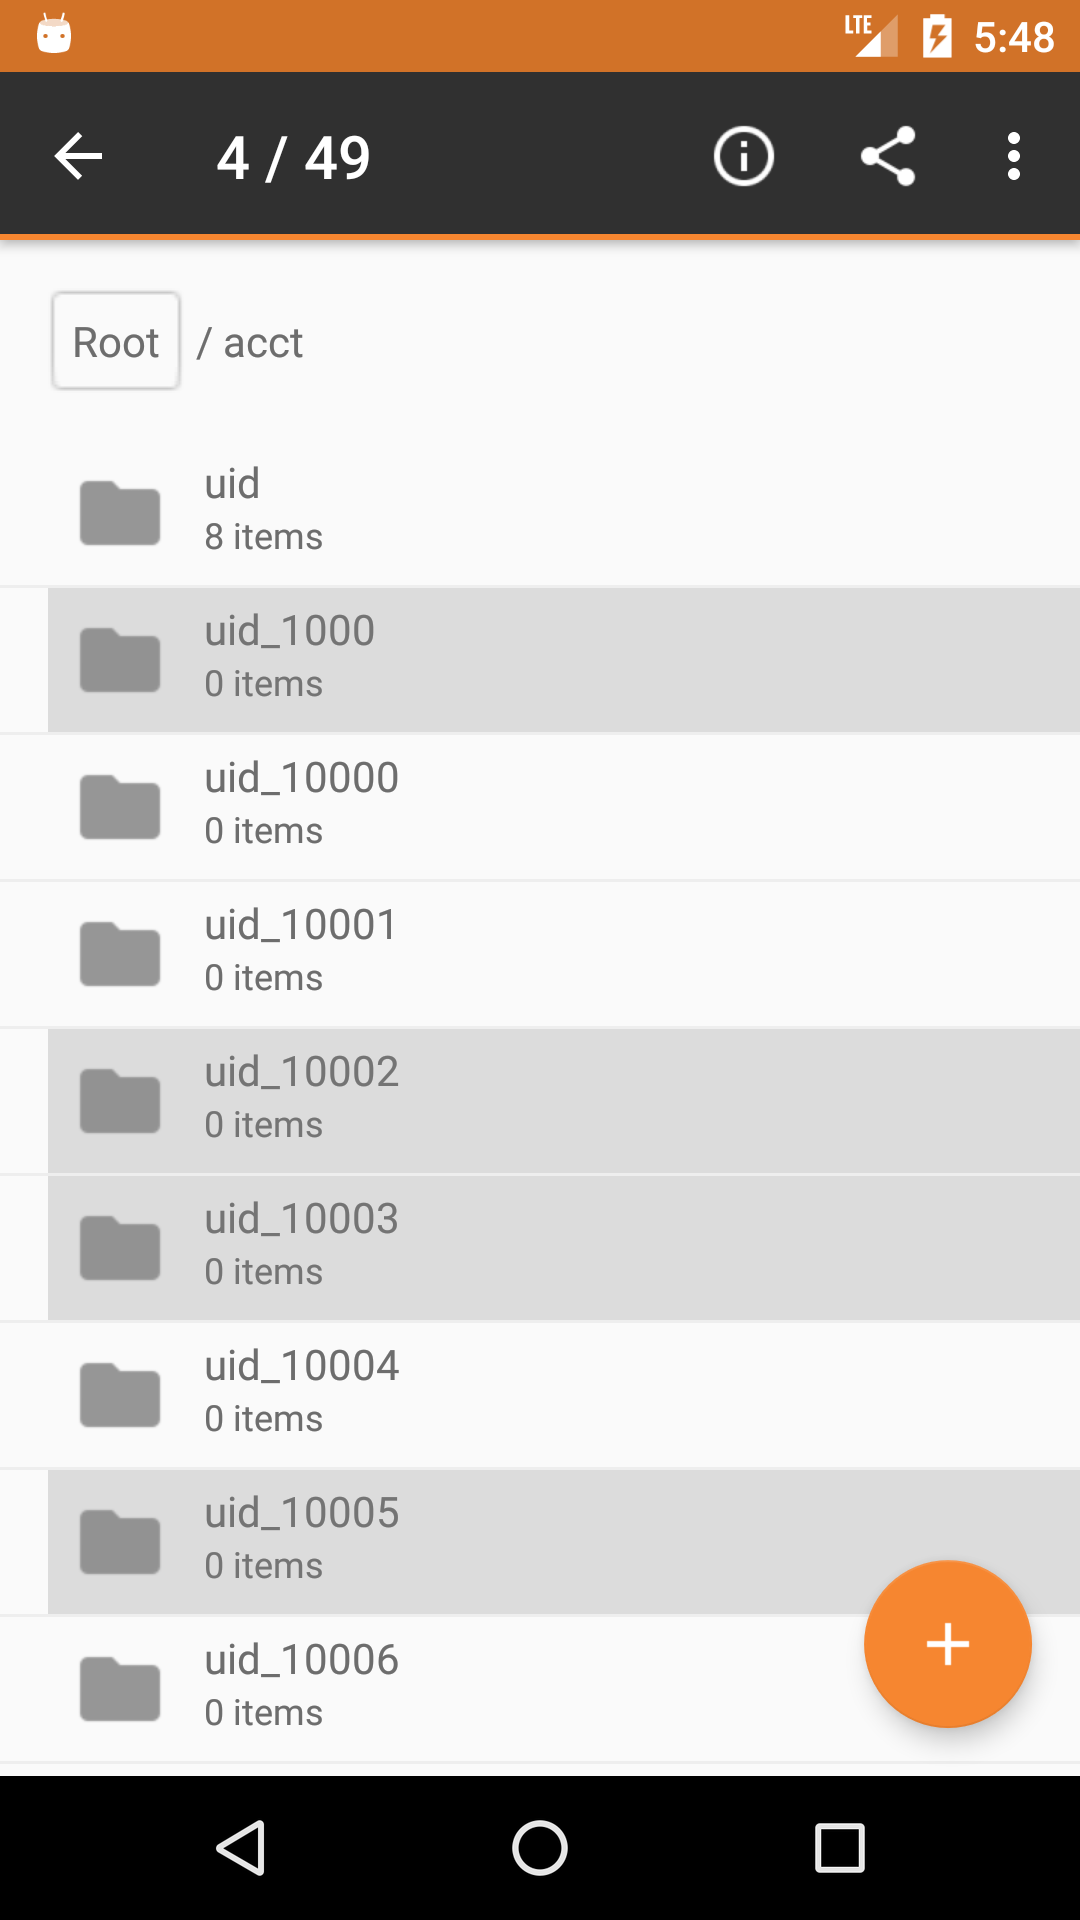 LTE 5:48
4 / 49
Root / acct
uid
8 items
uid_1000
0 items
uid_10000
0 items
uid_10001
0 items
uid_10002
0 items
uid_10003
0 items
uid_10004
0 items
uid_10005
0 items
uid_10006
0 items